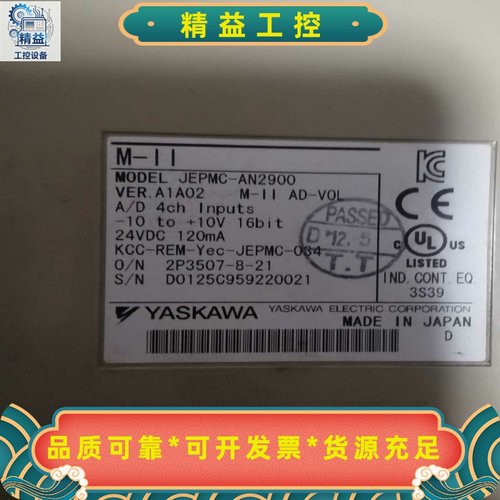 精益工控
精益
工控设备
M-II
MODEL JEPMC-AN2900
VER.A1A02 M-II AD-VOL
A/D 4ch Inputs
-10 to +10V 16bit
24VDC 120mA
KCC-REM-Yec-JEPMC-034
O/N 2P3507-8-21
S/N D0125C959220021
PASSED
D '12.5
T.T
C UL US
LISTED
IND. CONT. EQ.
3S39
YASKAWA YASKAWA ELECTRIC CORPORATION
MADE IN JAPAN
D
品质可靠*可开发票*货源充足